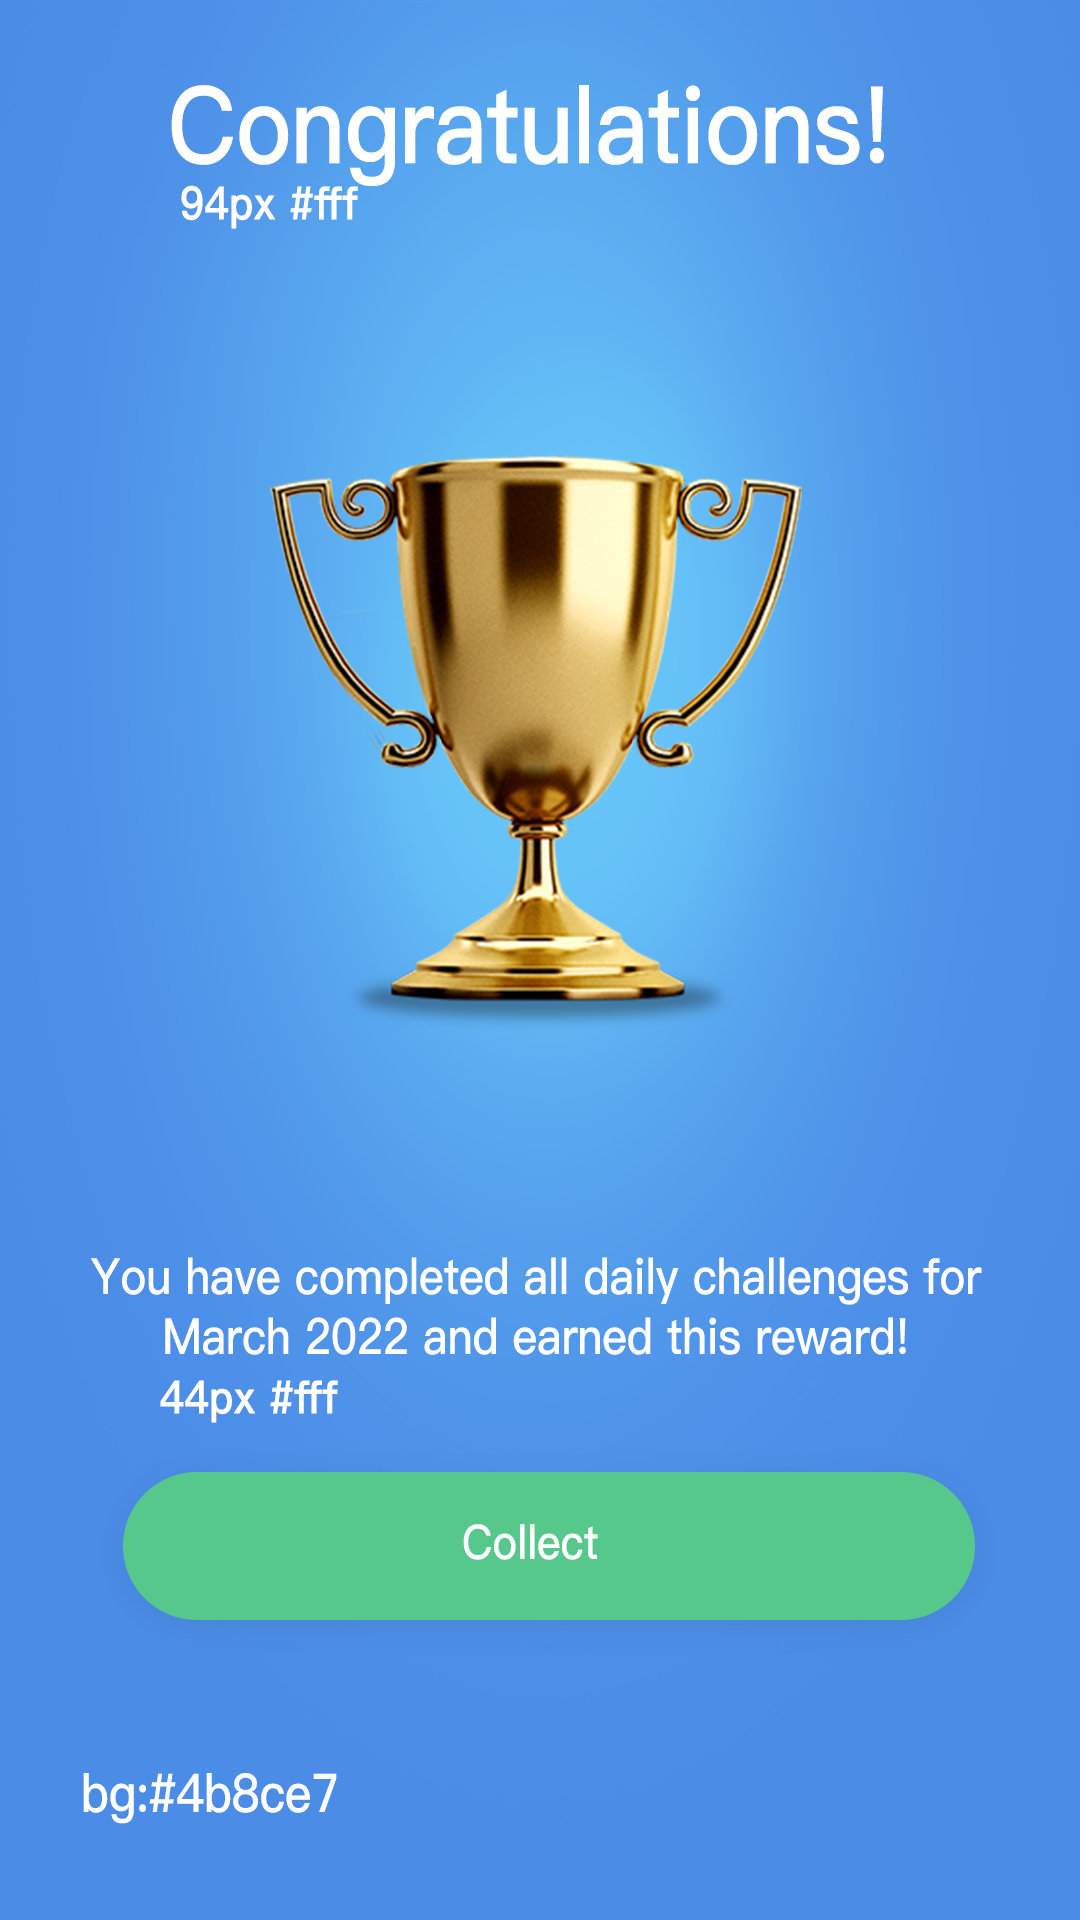 Congratulations!
94px #fff
You have completed all daily challenges for
March 2022 and earned this reward!
44px #fff
Collect
bg:#4b8ce7